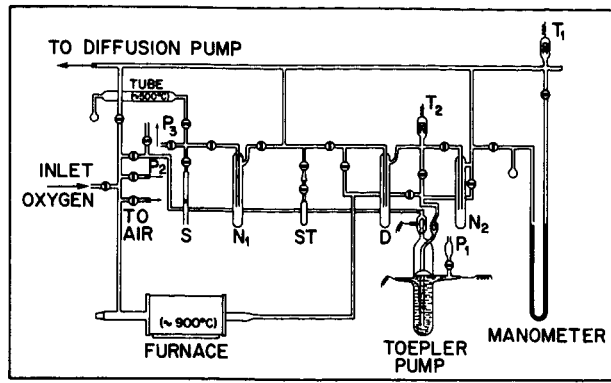 T₁
TO DIFFUSION PUMP
TUBE
(~500°C)
T₂
P₃
P₂
INLET
OXYGEN
TO
AIR
S
N₁
ST
D
N₂
P₁
(~900°C)
FURNACE
TOEPLER
PUMP
MANOMETER